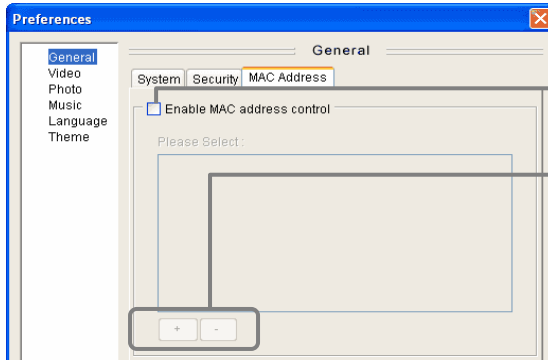 Preferences
General
Video
Photo
Music
Language
Theme
General
System Security MAC Address
Enable MAC address control
Please Select :
+ -